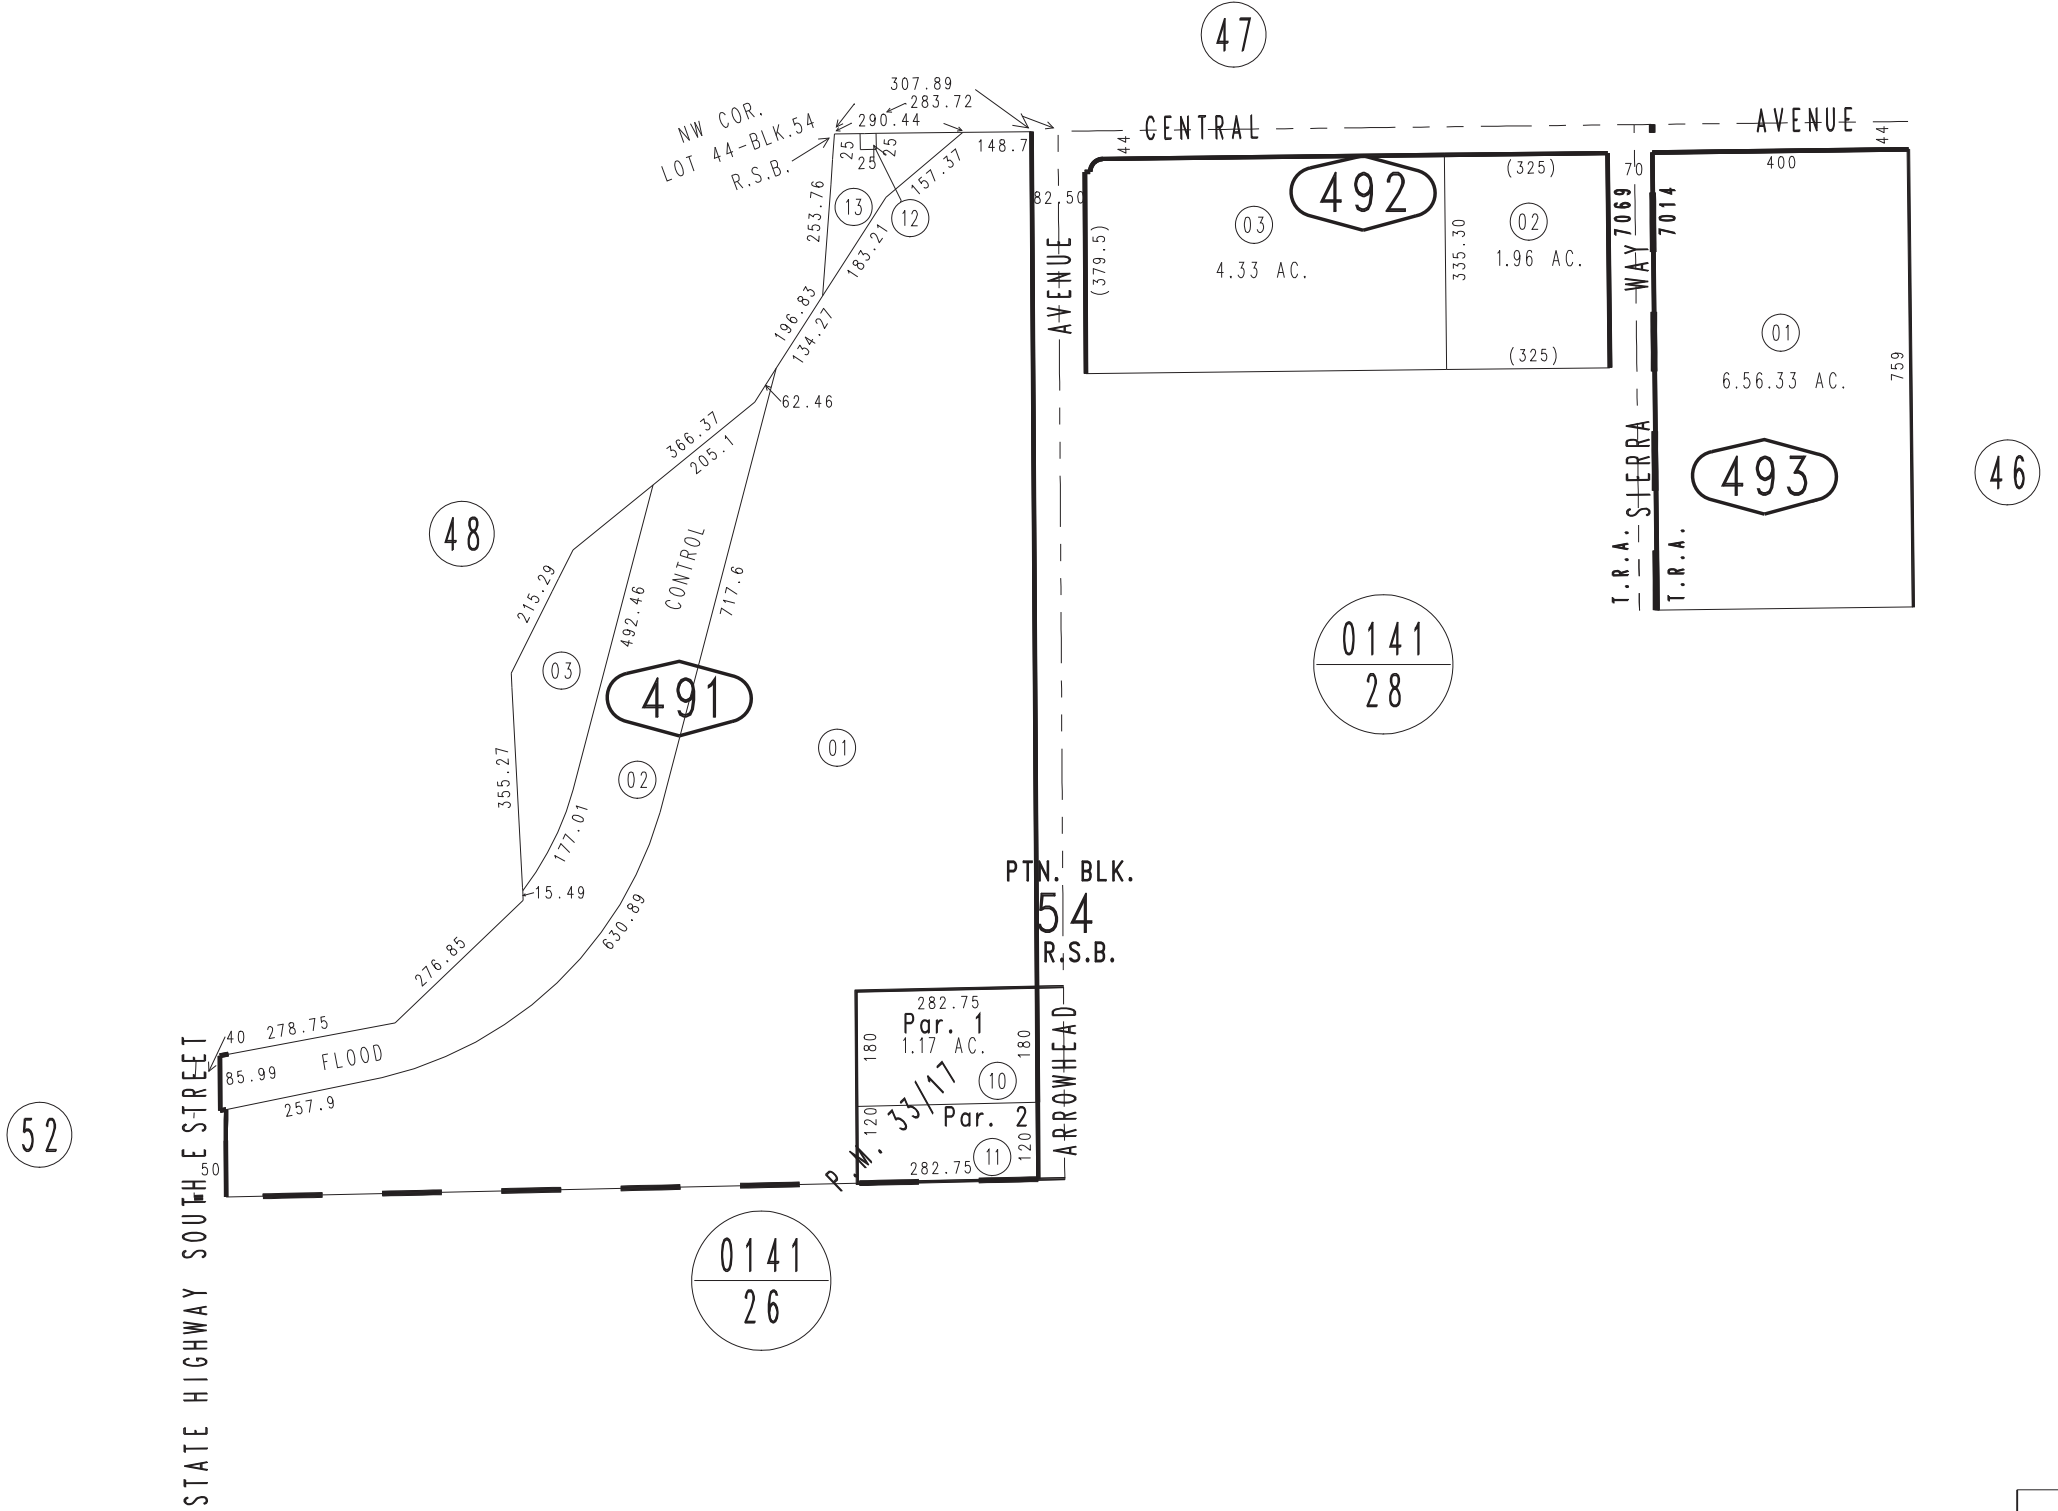 47
307.89
283.72
290.44
NW COR.
LOT 44-BLK.54
R.S.B.
25
25
25
148.7
157.37
253.76
13
12
183.21
196.83
134.27
62.46
CENTRAL
AVENUE
44
44
82.50
AVENUE
(379.5)
03
4.33 AC.
492
335.30
(325)
02
1.96 AC.
(325)
70
7069
7014
WAY
SIERRA
T.R.A.
T.R.A.
400
01
6.56.33 AC.
759
493
46
48
366.37
205.1
215.29
492.46
CONTROL
717.6
03
491
02
01
355.27
177.01
15.49
630.89
276.85
0141
28
PTN. BLK.
54
R.S.B.
40
278.75
FLOOD
85.99
257.9
50
52
282.75
Par. 1
1.17 AC.
180
180
10
P.M. 33/17
120
Par. 2
120
11
282.75
ARROWHEAD
0141
26
STATE HIGHWAY SOUTH E STREET